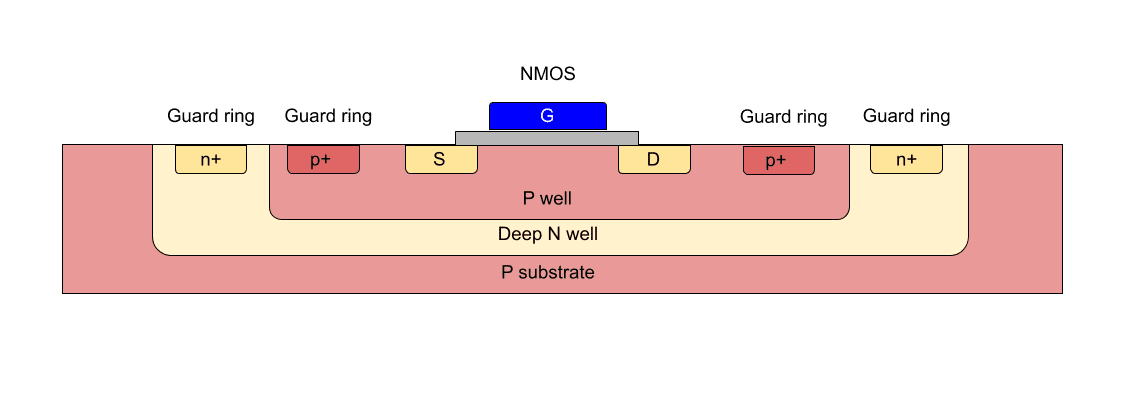 NMOS
Guard ring Guard ring G Guard ring Guard ring
n+ p+ S D p+ n+
P well
Deep N well
P substrate